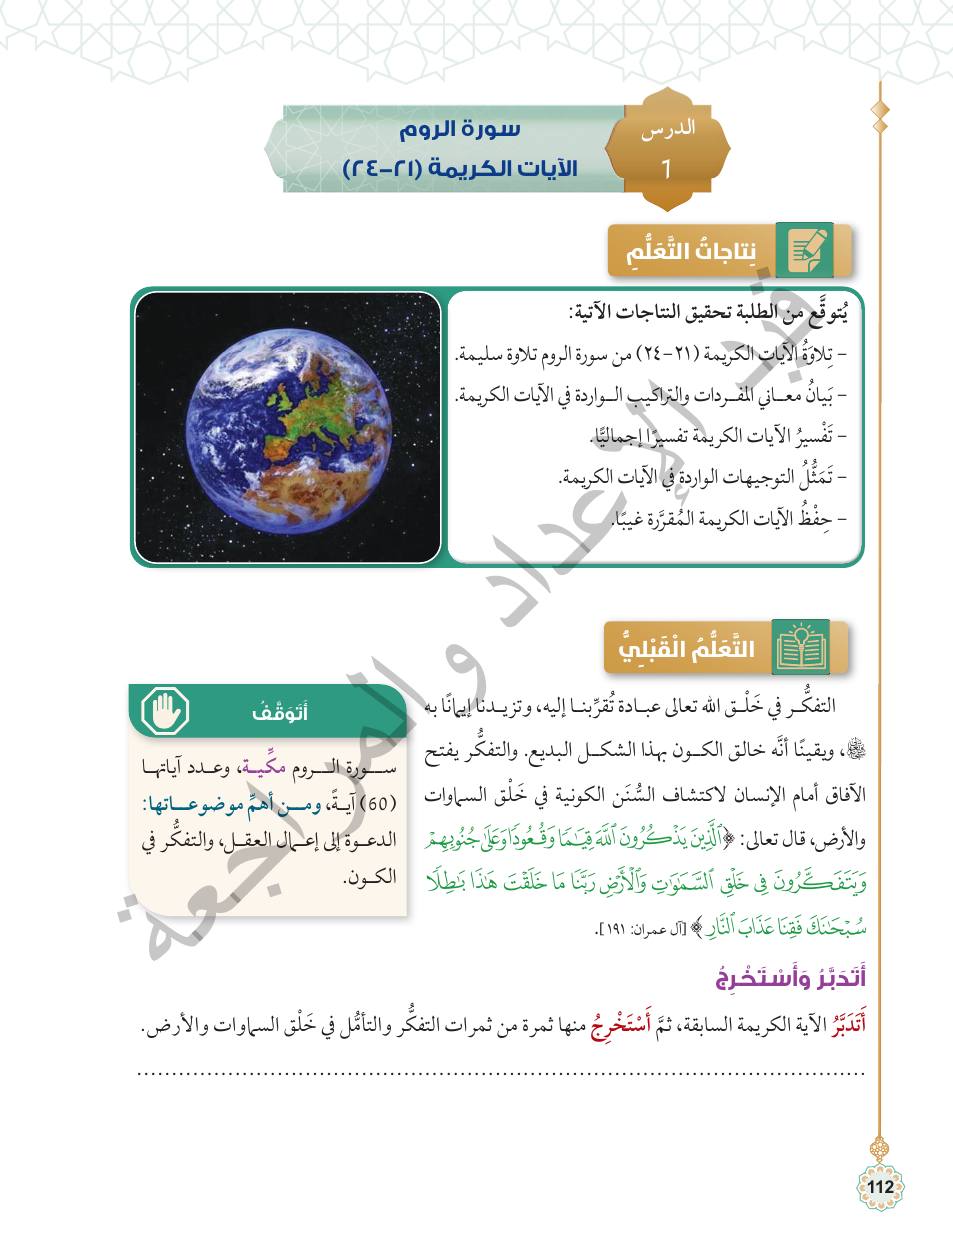 الدرس
1
سورة الروم
الآيات الكريمة (٢١-٢٤)
نِتاجاتُ التَّعَلُّمِ
يُتوقَّع من الطلبة تحقيق النتاجات الآتية:
- تِلاوَةُ الآيات الكريمة (٢١-٢٤) من سورة الروم تلاوة سليمة.
- بَيانُ معاني المفردات والتراكيب الواردة في الآيات الكريمة.
- تَفْسيرُ الآيات الكريمة تفسيرًا إجماليًّا.
- تَمَثُّلُ التوجيهات الواردة في الآيات الكريمة.
- حِفْظُ الآيات الكريمة المُقرَّرة غيبًا.
التَّعَلُّمُ الْقَبْلِيُّ
التفكُّر في خَلْق الله تعالى عبادة تُقرِّبنا إليه، وتزيدنا إيمانًا به
ﷻ، ويقينًا أنَّه خالق الكون بهذا الشكل البديع. والتفكُّر يفتح
الآفاق أمام الإنسان لاكتشاف السُّنَن الكونية في خَلْق السماوات
والأرض، قال تعالى: ﴿ٱلَّذِينَ يَذْكُرُونَ ٱللَّهَ قِيَٰمًا وَقُعُودًا وَعَلَىٰ جُنُوبِهِمْ
وَيَتَفَكَّرُونَ فِي خَلْقِ ٱلسَّمَٰوَٰتِ وَٱلْأَرْضِ رَبَّنَا مَا خَلَقْتَ هَٰذَا بَٰطِلًا
سُبْحَٰنَكَ فَقِنَا عَذَابَ ٱلنَّارِ﴾ [آل عمران: ١٩١].
أَتَوَقَّفُ
سورة الروم مكِّية، وعدد آياتها
(60) آيةً، ومن أهمِّ موضوعاتها:
الدعوة إلى إعمال العقل، والتفكُّر في
الكون.
أَتَدَبَّرُ وَأَسْتَخْرِجُ
أَتَدَبَّرُ الآية الكريمة السابقة، ثمَّ أَسْتَخْرِجُ منها ثمرة من ثمرات التفكُّر والتأمُّل في خَلْق السماوات والأرض.
........................................................................................................
112
قيد الإعداد و المراجعة